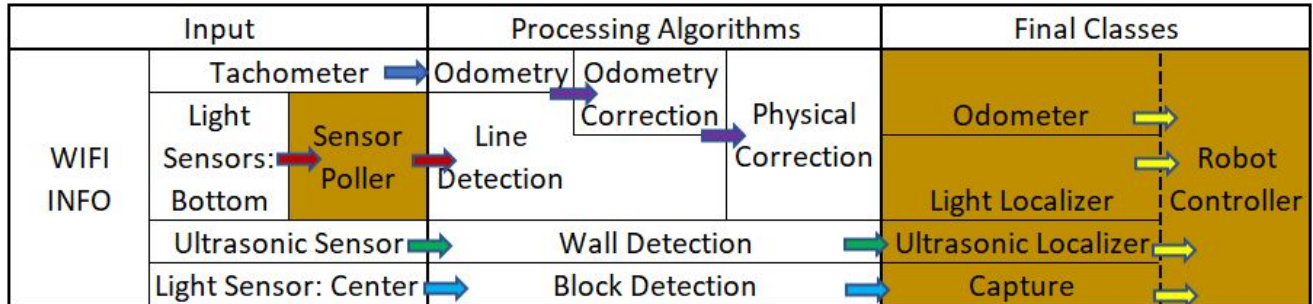 Input
Processing Algorithms
Final Classes
WIFI
INFO
Tachometer
Odometry
Odometry
Correction
Light
Sensors:
Bottom
Sensor
Poller
Line
Detection
Physical
Correction
Odometer
Light Localizer
Robot
Controller
Ultrasonic Sensor
Wall Detection
Ultrasonic Localizer
Light Sensor: Center
Block Detection
Capture